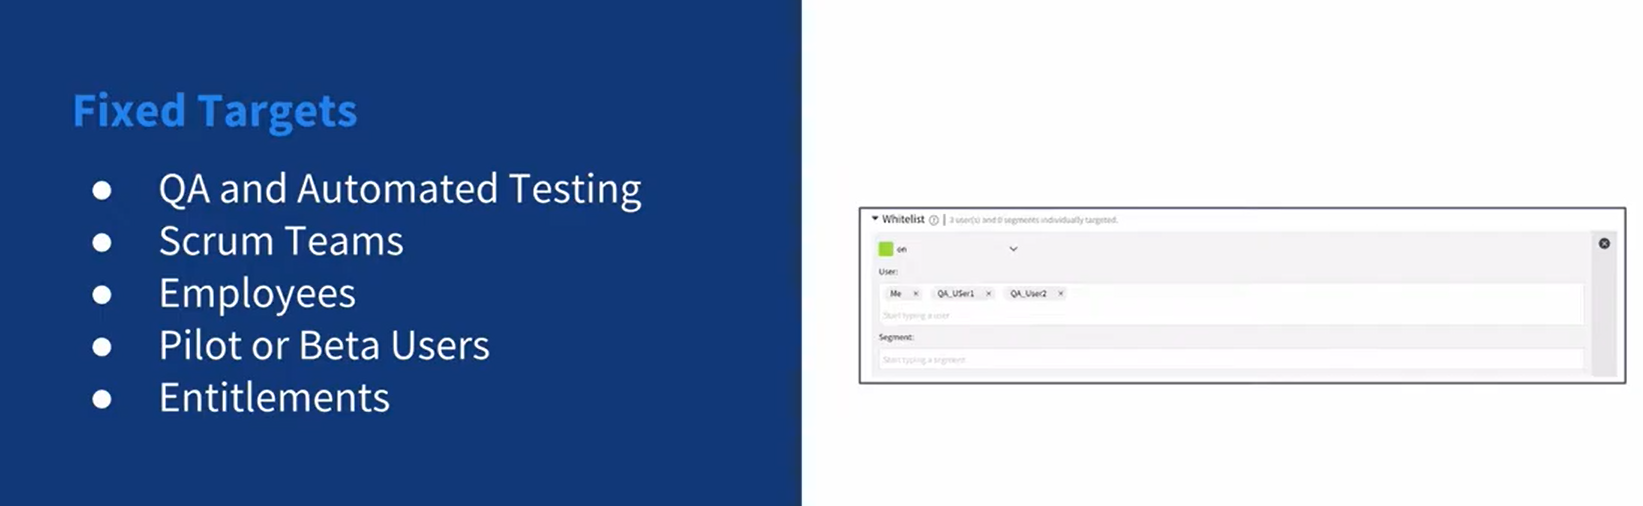 Fixed Targets
● QA and Automated Testing
● Scrum Teams
● Employees
● Pilot or Beta Users
● Entitlements
Whitelist ? | 3 user(s) and 0 segments individually targeted.
on
User:
Me × QA_USer1 × QA_User2 ×
Start typing a user
Segment:
Start typing a segment